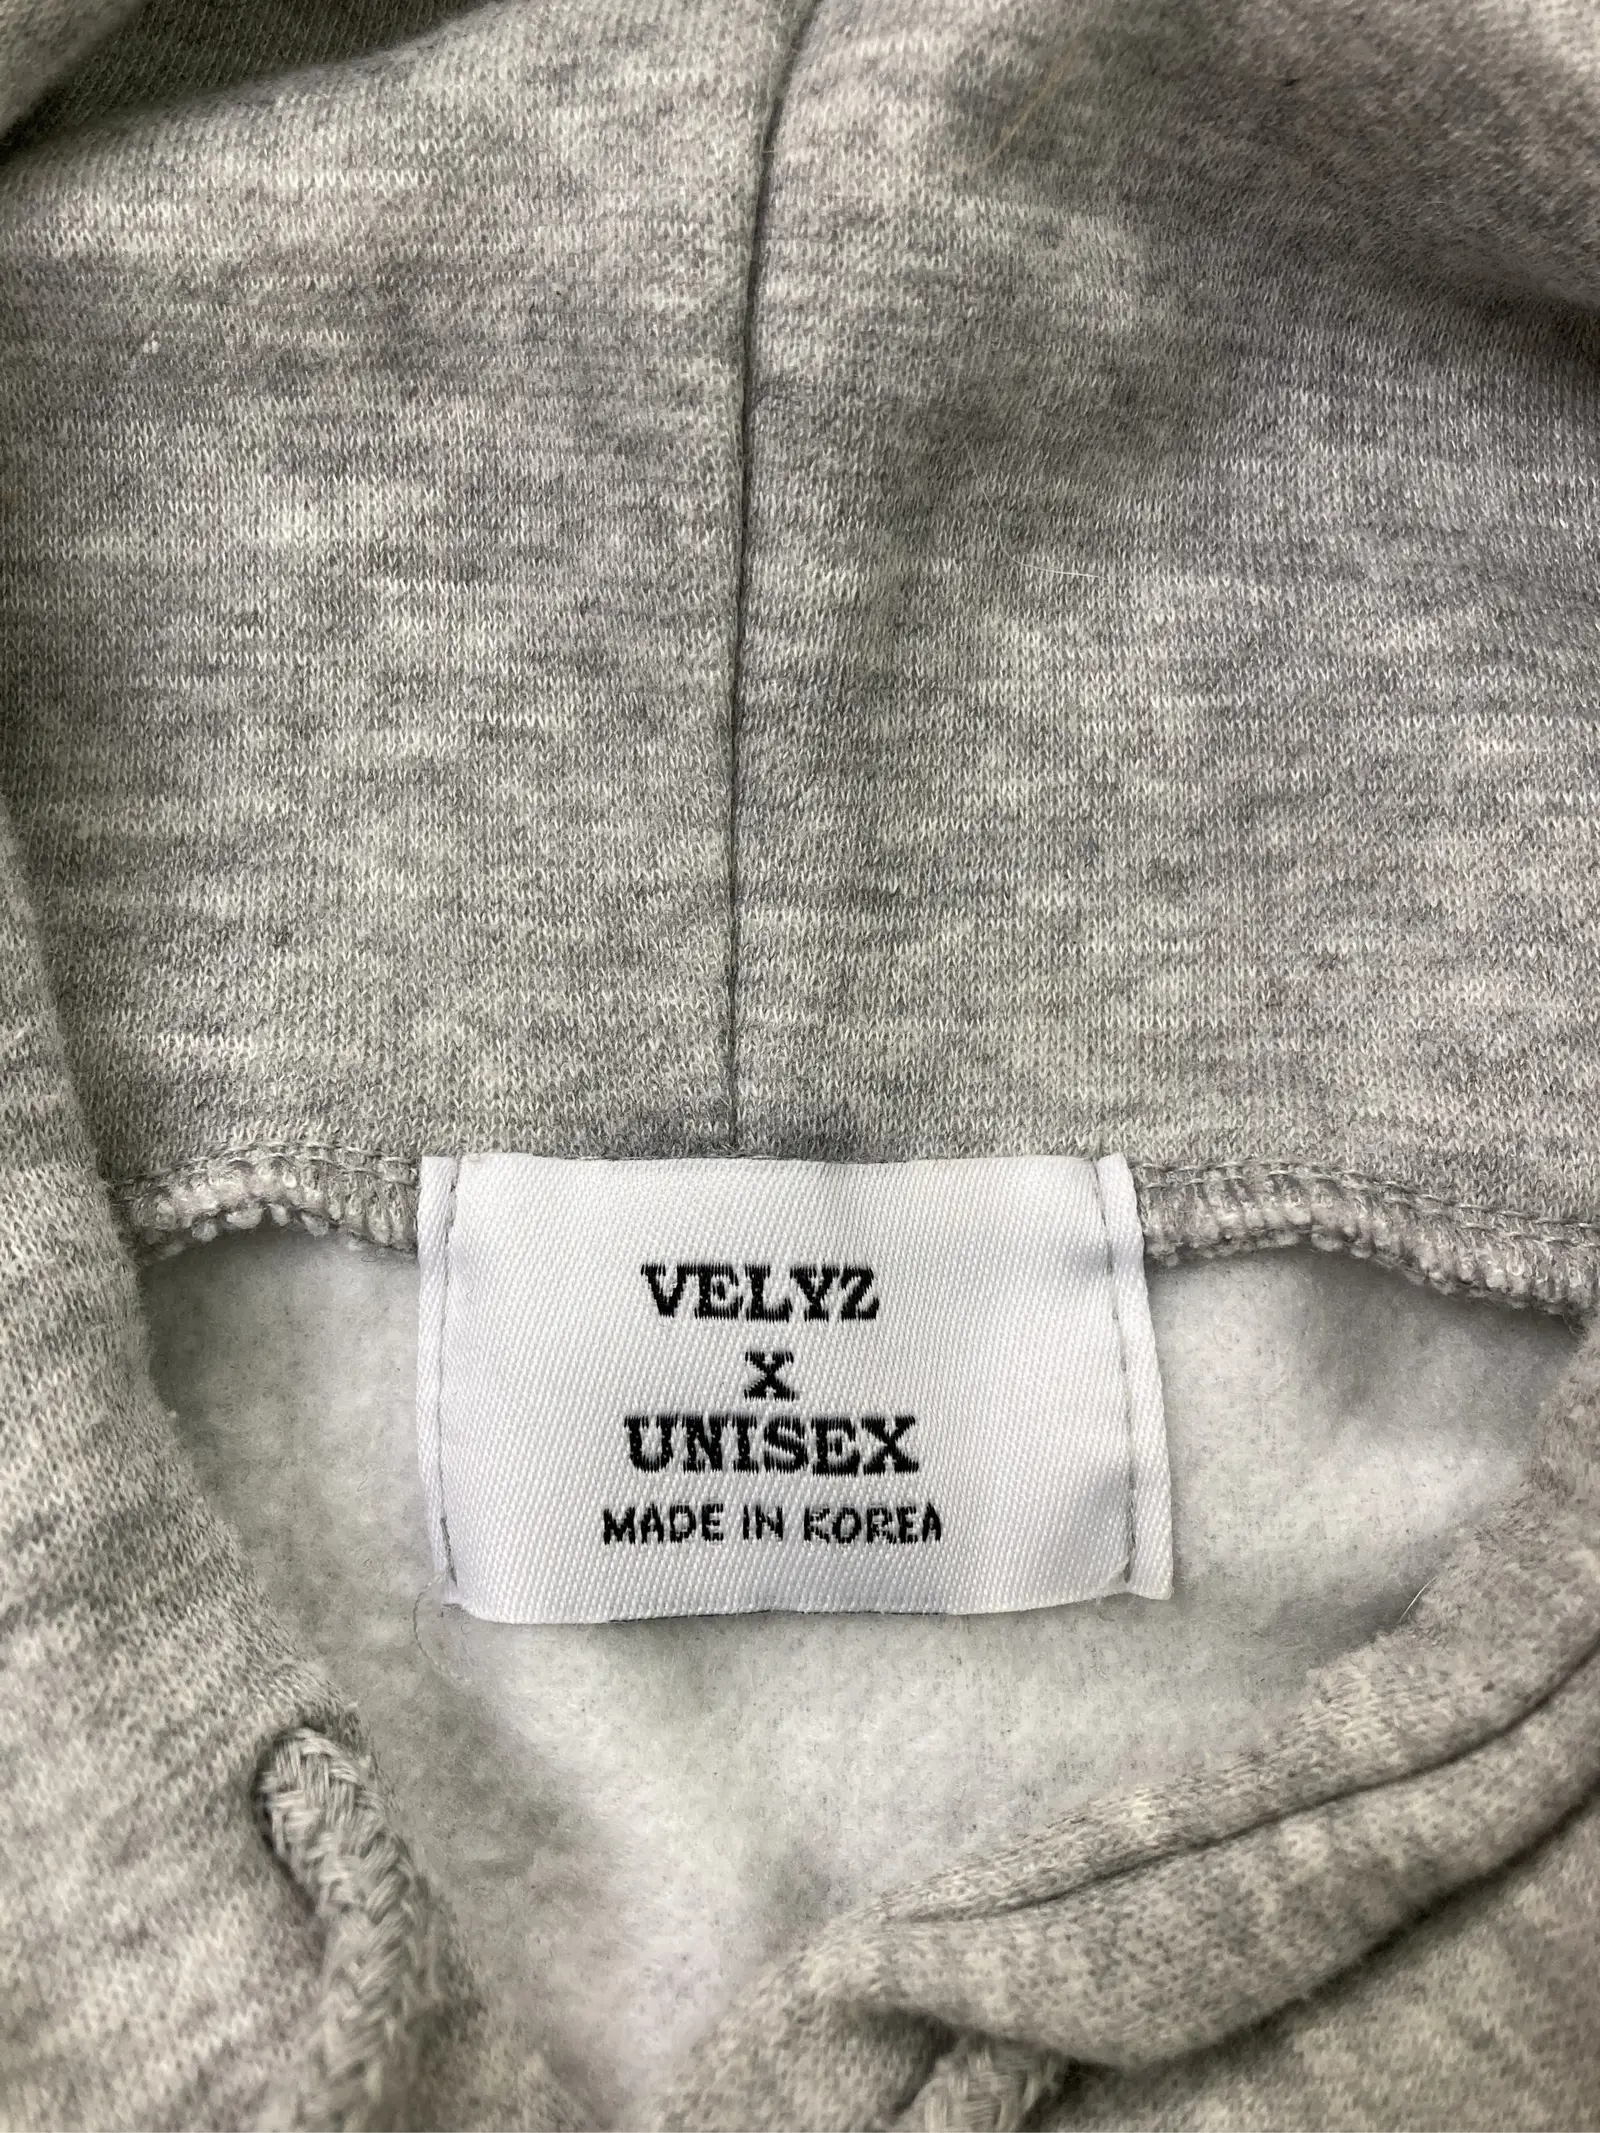 VELYZ
X
UNISEX
MADE IN KOREA